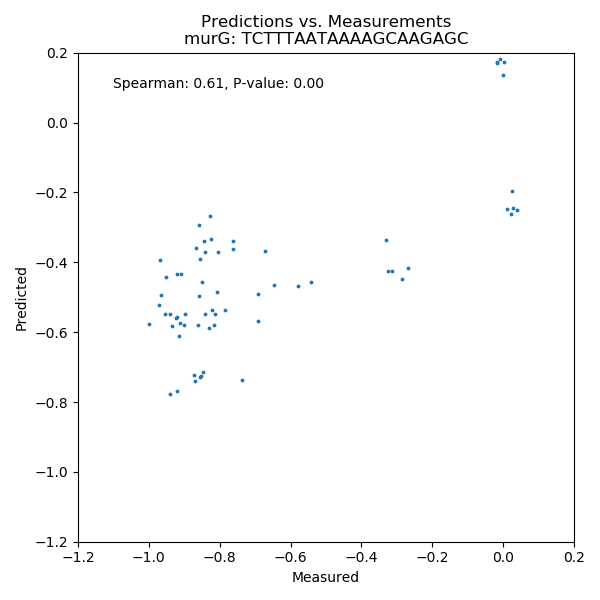 Predictions vs. Measurements
murG: TCTTTAATAAAAGCAAGAGC
Spearman: 0.61, P-value: 0.00
0.2
0.0
−0.2
−0.4
−0.6
−0.8
−1.0
−1.2
Predicted
−1.2 −1.0 −0.8 −0.6 −0.4 −0.2 0.0 0.2
Measured